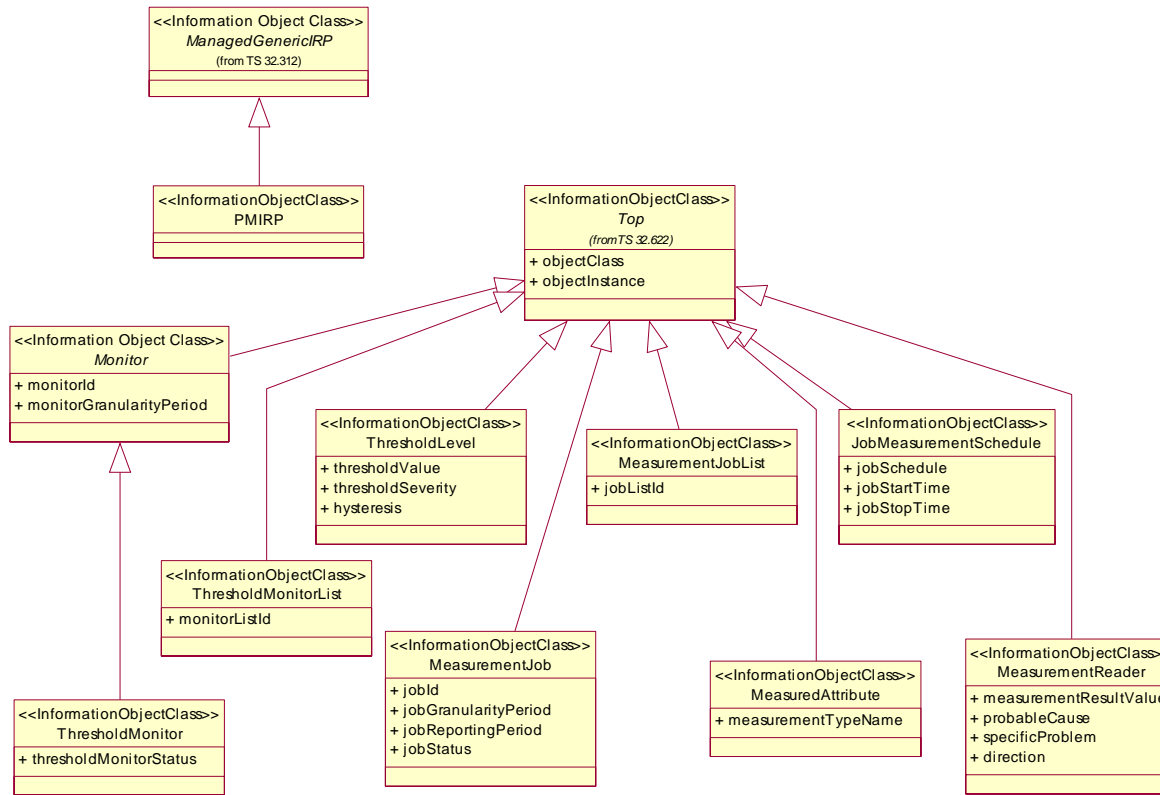 <<Information Object Class>>
ManagedGenericIRP
(from TS 32.312)
<<InformationObjectClass>>
PMIRP
<<InformationObjectClass>>
Top
(fromTS 32.622)
+ objectClass
+ objectInstance
<<Information Object Class>>
Monitor
+ monitorId
+ monitorGranularityPeriod
<<InformationObjectClass>>
ThresholdLevel
+ thresholdValue
+ thresholdSeverity
+ hysteresis
<<InformationObjectClass>>
MeasurementJobList
+ jobListId
<<InformationObjectClass>>
JobMeasurementSchedule
+ jobSchedule
+ jobStartTime
+ jobStopTime
<<InformationObjectClass>>
ThresholdMonitorList
+ monitorListId
<<InformationObjectClass>>
MeasurementJob
+ jobId
+ jobGranularityPeriod
+ jobReportingPeriod
+ jobStatus
<<InformationObjectClass>>
MeasuredAttribute
+ measurementTypeName
<<InformationObjectClass>
MeasurementReader
+ measurementResultValue
+ probableCause
+ specificProblem
+ direction
<<InformationObjectClass>>
ThresholdMonitor
+ thresholdMonitorStatus